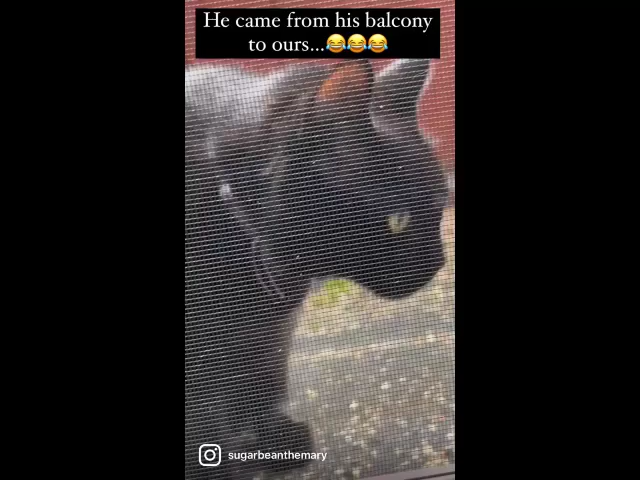 He came from his balcony
to ours...😂😂😂
sugarbeanthemary